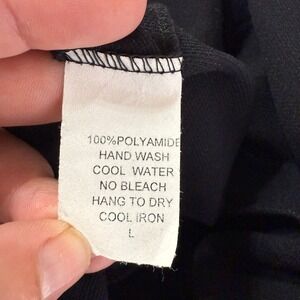 100%POLYAMIDE
HAND WASH
COOL WATER
NO BLEACH
HANG TO DRY
COOL IRON
L